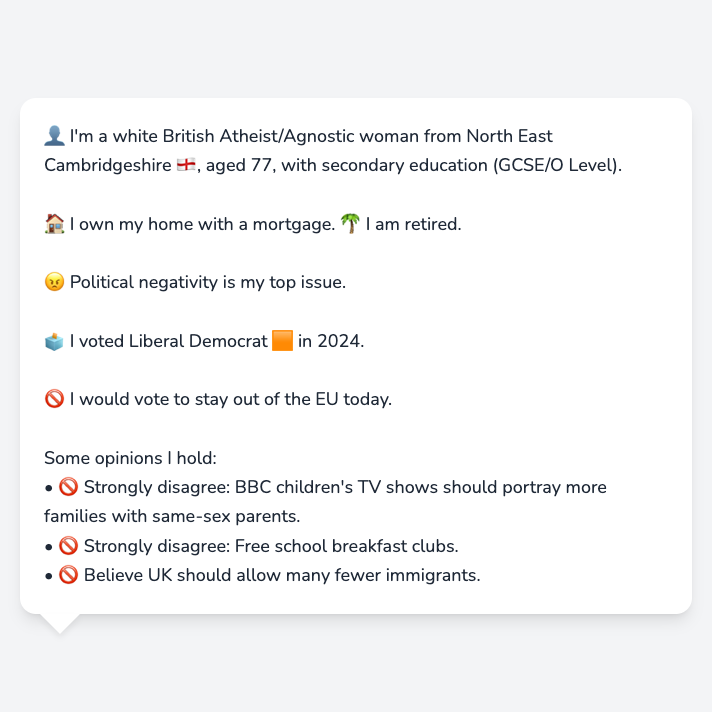 👤 I'm a white British Atheist/Agnostic woman from North East
Cambridgeshire 🏴󠁧󠁢󠁥󠁮󠁧󠁿, aged 77, with secondary education (GCSE/O Level).
🏠 I own my home with a mortgage. 🌴 I am retired.
😠 Political negativity is my top issue.
🗳️ I voted Liberal Democrat 🟧 in 2024.
🚫 I would vote to stay out of the EU today.
Some opinions I hold:
• 🚫 Strongly disagree: BBC children's TV shows should portray more
families with same-sex parents.
• 🚫 Strongly disagree: Free school breakfast clubs.
• 🚫 Believe UK should allow many fewer immigrants.